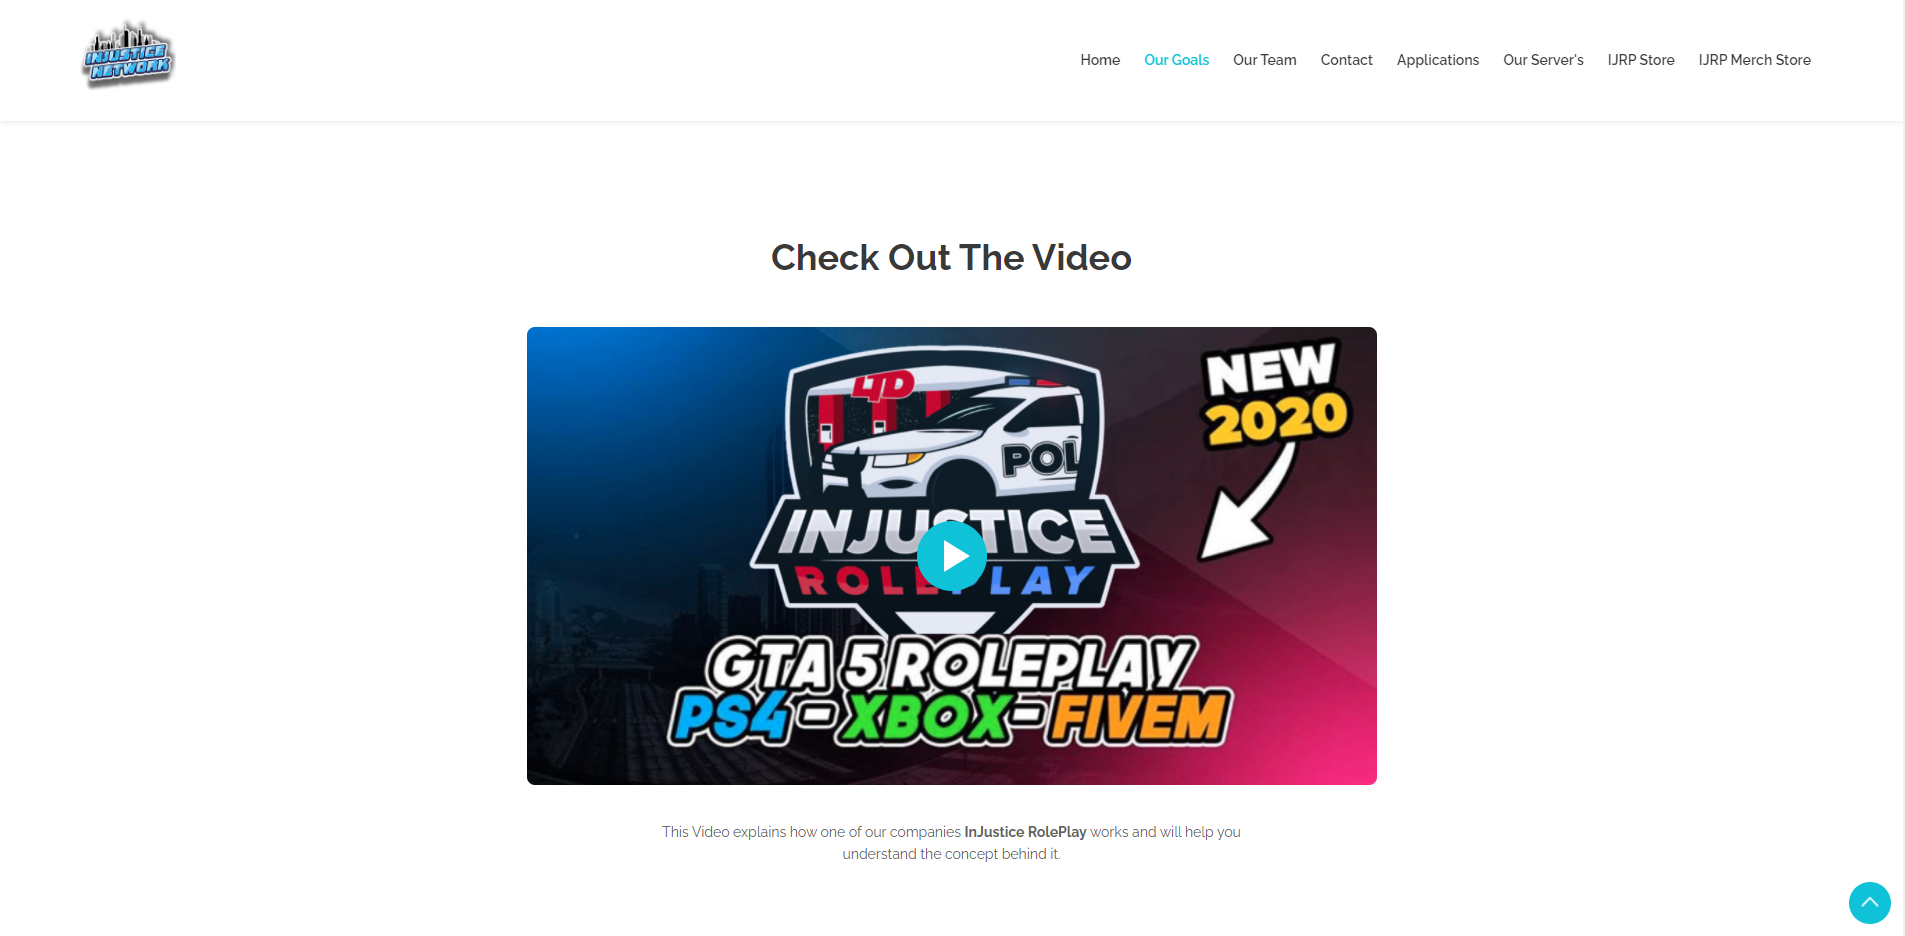 INJUSTICE
NETWORK
Home
Our Goals
Our Team
Contact
Applications
Our Server's
IJRP Store
IJRP Merch Store
Check Out The Video
LTD
NEW
2020
POL
INJUSTICE
ROLEPLAY
GTA 5 ROLEPLAY
PS4 - XBOX - FIVEM
This Video explains how one of our companies InJustice RolePlay works and will help you
understand the concept behind it.